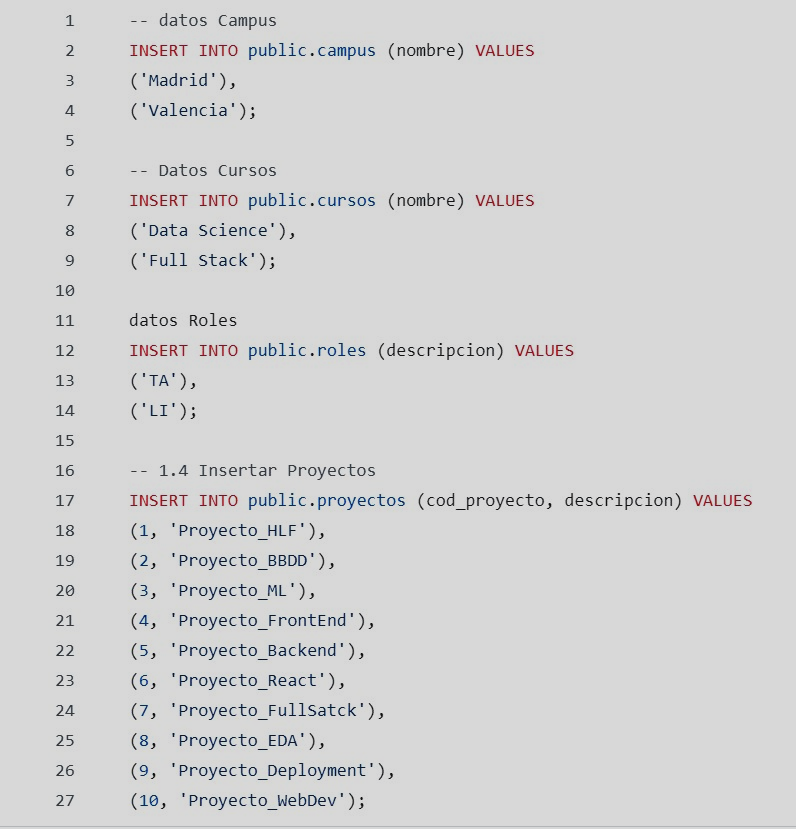 1 -- datos Campus
2 INSERT INTO public.campus (nombre) VALUES
3 ('Madrid'),
4 ('Valencia');
5
6 -- Datos Cursos
7 INSERT INTO public.cursos (nombre) VALUES
8 ('Data Science'),
9 ('Full Stack');
10
11 datos Roles
12 INSERT INTO public.roles (descripcion) VALUES
13 ('TA'),
14 ('LI');
15
16 -- 1.4 Insertar Proyectos
17 INSERT INTO public.proyectos (cod_proyecto, descripcion) VALUES
18 (1, 'Proyecto_HLF'),
19 (2, 'Proyecto_BBDD'),
20 (3, 'Proyecto_ML'),
21 (4, 'Proyecto_FrontEnd'),
22 (5, 'Proyecto_Backend'),
23 (6, 'Proyecto_React'),
24 (7, 'Proyecto_FullSatck'),
25 (8, 'Proyecto_EDA'),
26 (9, 'Proyecto_Deployment'),
27 (10, 'Proyecto_WebDev');